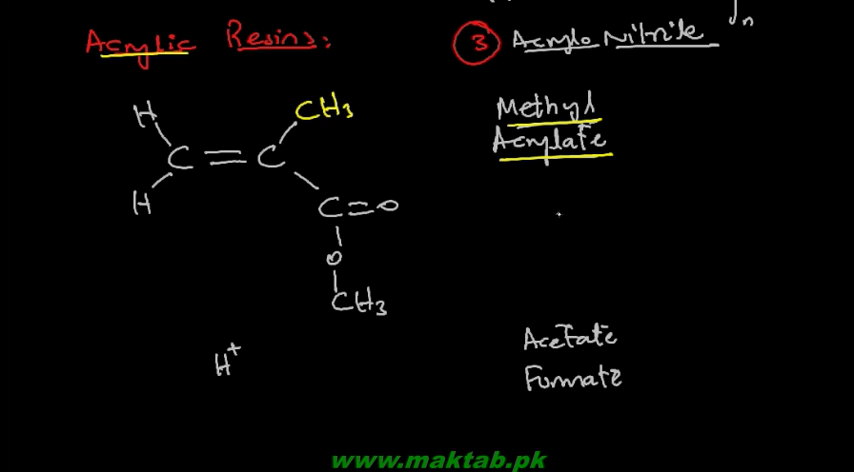 Acrylic Resins:
③ Acrylo Nitrile
]n
H
CH3
Methyl
Acrylate
C = C
H
C=O
O
CH3
Acetate
H+
Formate
www.maktab.pk